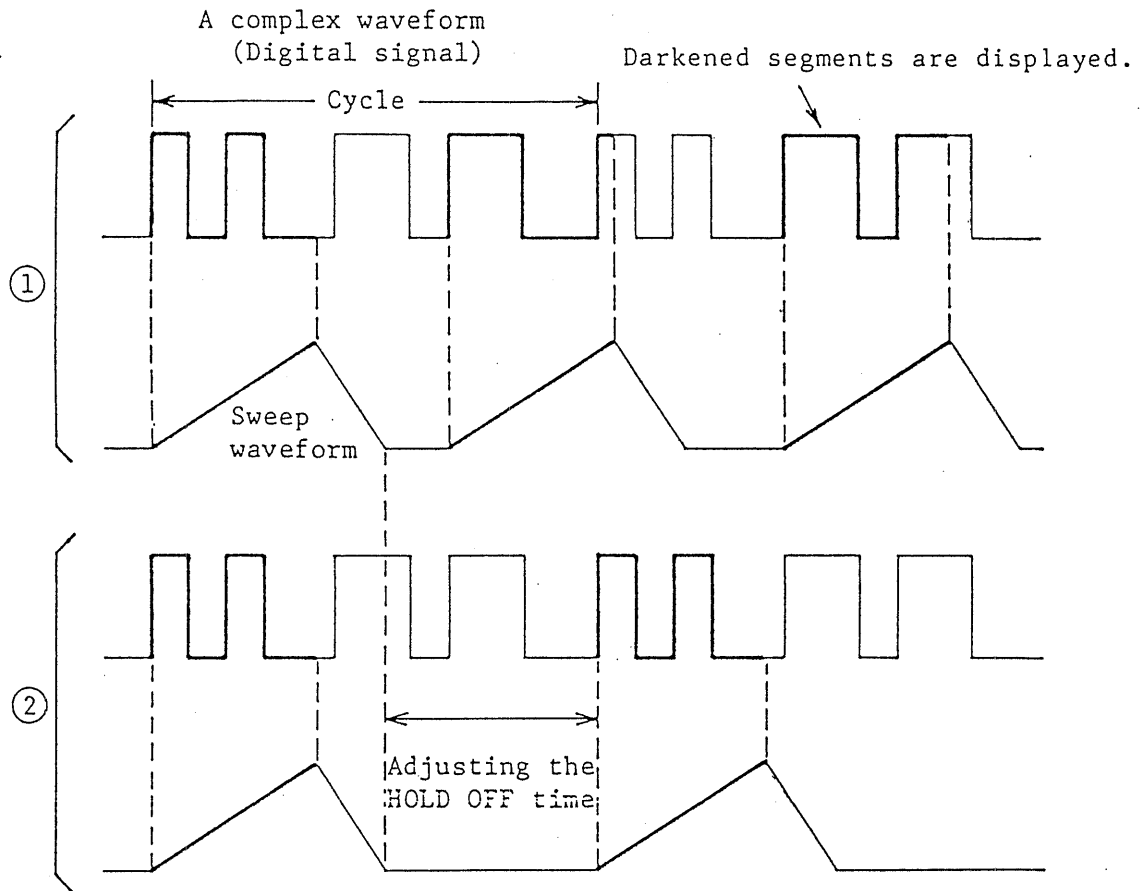 A complex waveform
(Digital signal)
Darkened segments are displayed.
Cycle
①
Sweep
waveform
②
Adjusting the
HOLD OFF time